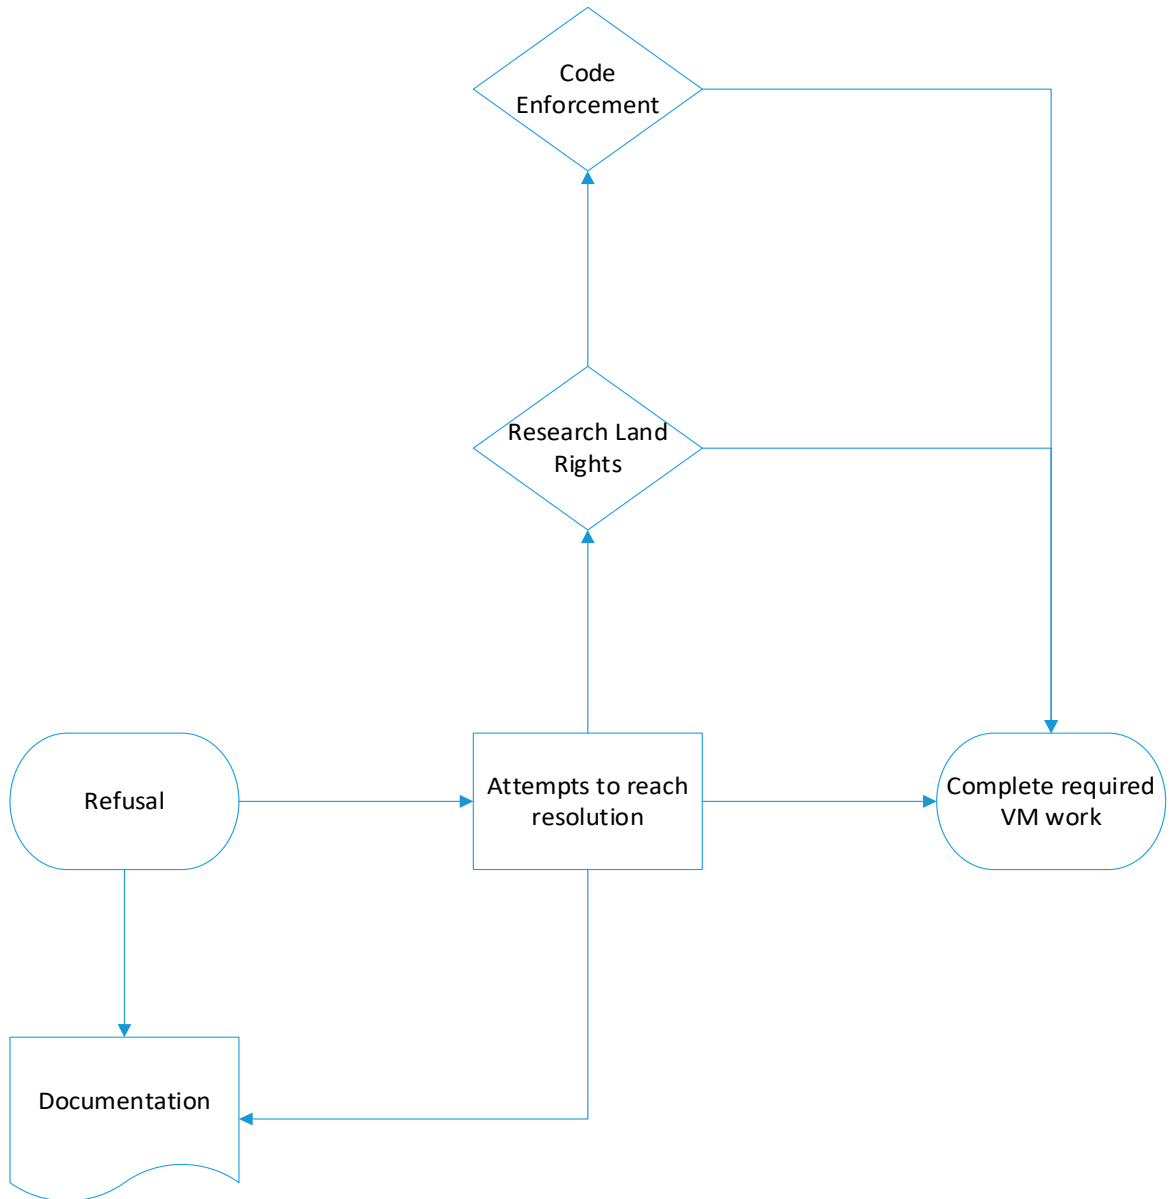 Code
Enforcement
Research Land
Rights
Refusal
Attempts to reach
resolution
Complete required
VM work
Documentation